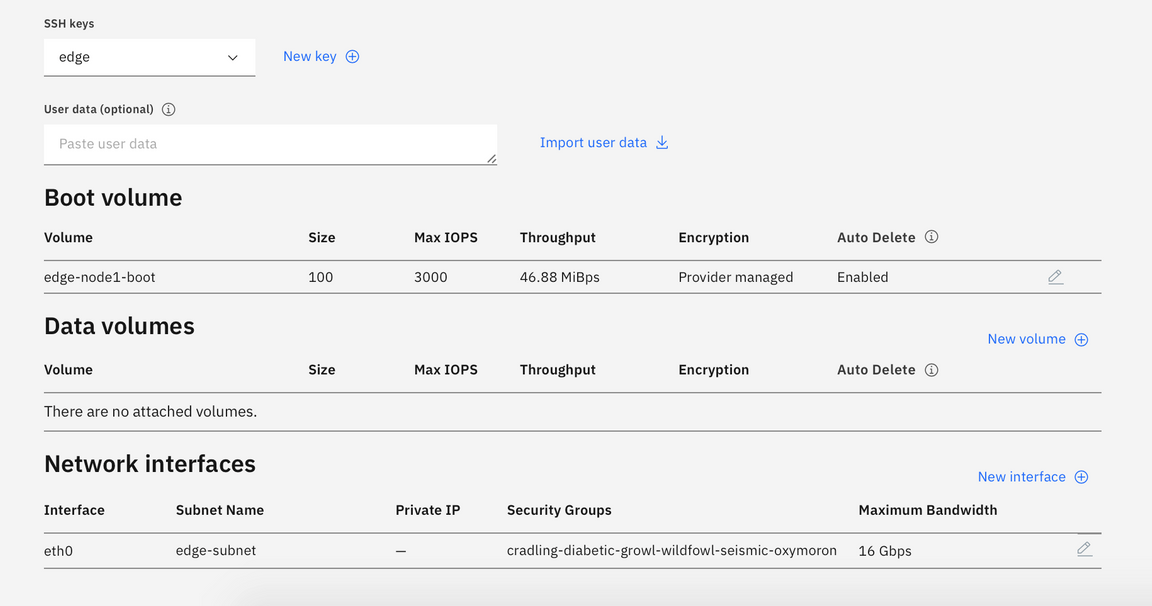 SSH keys
edge
New key
User data (optional)
Paste user data
Import user data
Boot volume
Volume Size Max IOPS Throughput Encryption Auto Delete
edge-node1-boot 100 3000 46.88 MiBps Provider managed Enabled
Data volumes
New volume
Volume Size Max IOPS Throughput Encryption Auto Delete
There are no attached volumes.
Network interfaces
New interface
Interface Subnet Name Private IP Security Groups Maximum Bandwidth
eth0 edge-subnet — cradling-diabetic-growl-wildfowl-seismic-oxymoron 16 Gbps